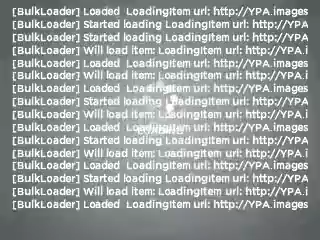 [BulkLoader] Loaded LoadingItem url: http://YPA.images
[BulkLoader] Started loading LoadingItem url: http://YPA
[BulkLoader] Started loading LoadingItem url: http://YPA
[BulkLoader] Will load item: LoadingItem url: http://YPA.i
[BulkLoader] Loaded LoadingItem url: http://YPA.images
[BulkLoader] Will load item: LoadingItem url: http://YPA.i
[BulkLoader] Loaded LoadingItem url: http://YPA.images
[BulkLoader] Started loading LoadingItem url: http://YPA
[BulkLoader] Will load item: LoadingItem url: http://YPA.i
[BulkLoader] Loaded LoadingItem url: http://YPA.images
[BulkLoader] Started loading LoadingItem url: http://YPA
[BulkLoader] Will load item: LoadingItem url: http://YPA.i
[BulkLoader] Loaded LoadingItem url: http://YPA.images
[BulkLoader] Started loading LoadingItem url: http://YPA
[BulkLoader] Will load item: LoadingItem url: http://YPA.i
[BulkLoader] Loaded LoadingItem url: http://YPA.images